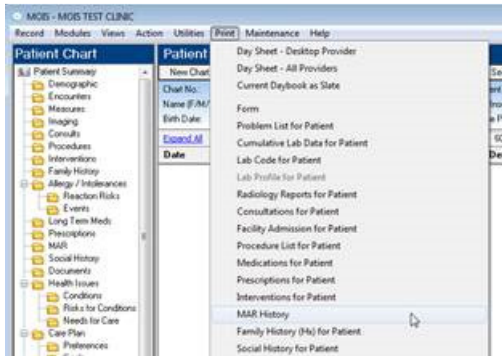 MOIS - MOIS TEST CLINIC
Record Modules Views Action Utilities Print Maintenance Help
Patient Chart
Patient Summary
Demographic
Encounters
Measures
Imaging
Consults
Procedures
Interventions
Family History
Allergy / Intolerances
Reaction Risks
Events
Long Term Meds
Prescriptions
MAR
Social History
Documents
Health Issues
Conditions
Risks for Conditions
Needs for Care
Care Plan
Preferences
Patient
New Chart
Chart No.:
Name (F/M/
Birth Date:
Expand All
Date
Day Sheet - Desktop Provider
Day Sheet - All Providers
Current Daybook as Slate
Form
Problem List for Patient
Cumulative Lab Data for Patient
Lab Code for Patient
Lab Profile for Patient
Radiology Reports for Patient
Consultations for Patient
Facility Admission for Patient
Procedure List for Patient
Medications for Patient
Prescriptions for Patient
Interventions for Patient
MAR History
Family History (Hx) for Patient
Social History for Patient
Se
De